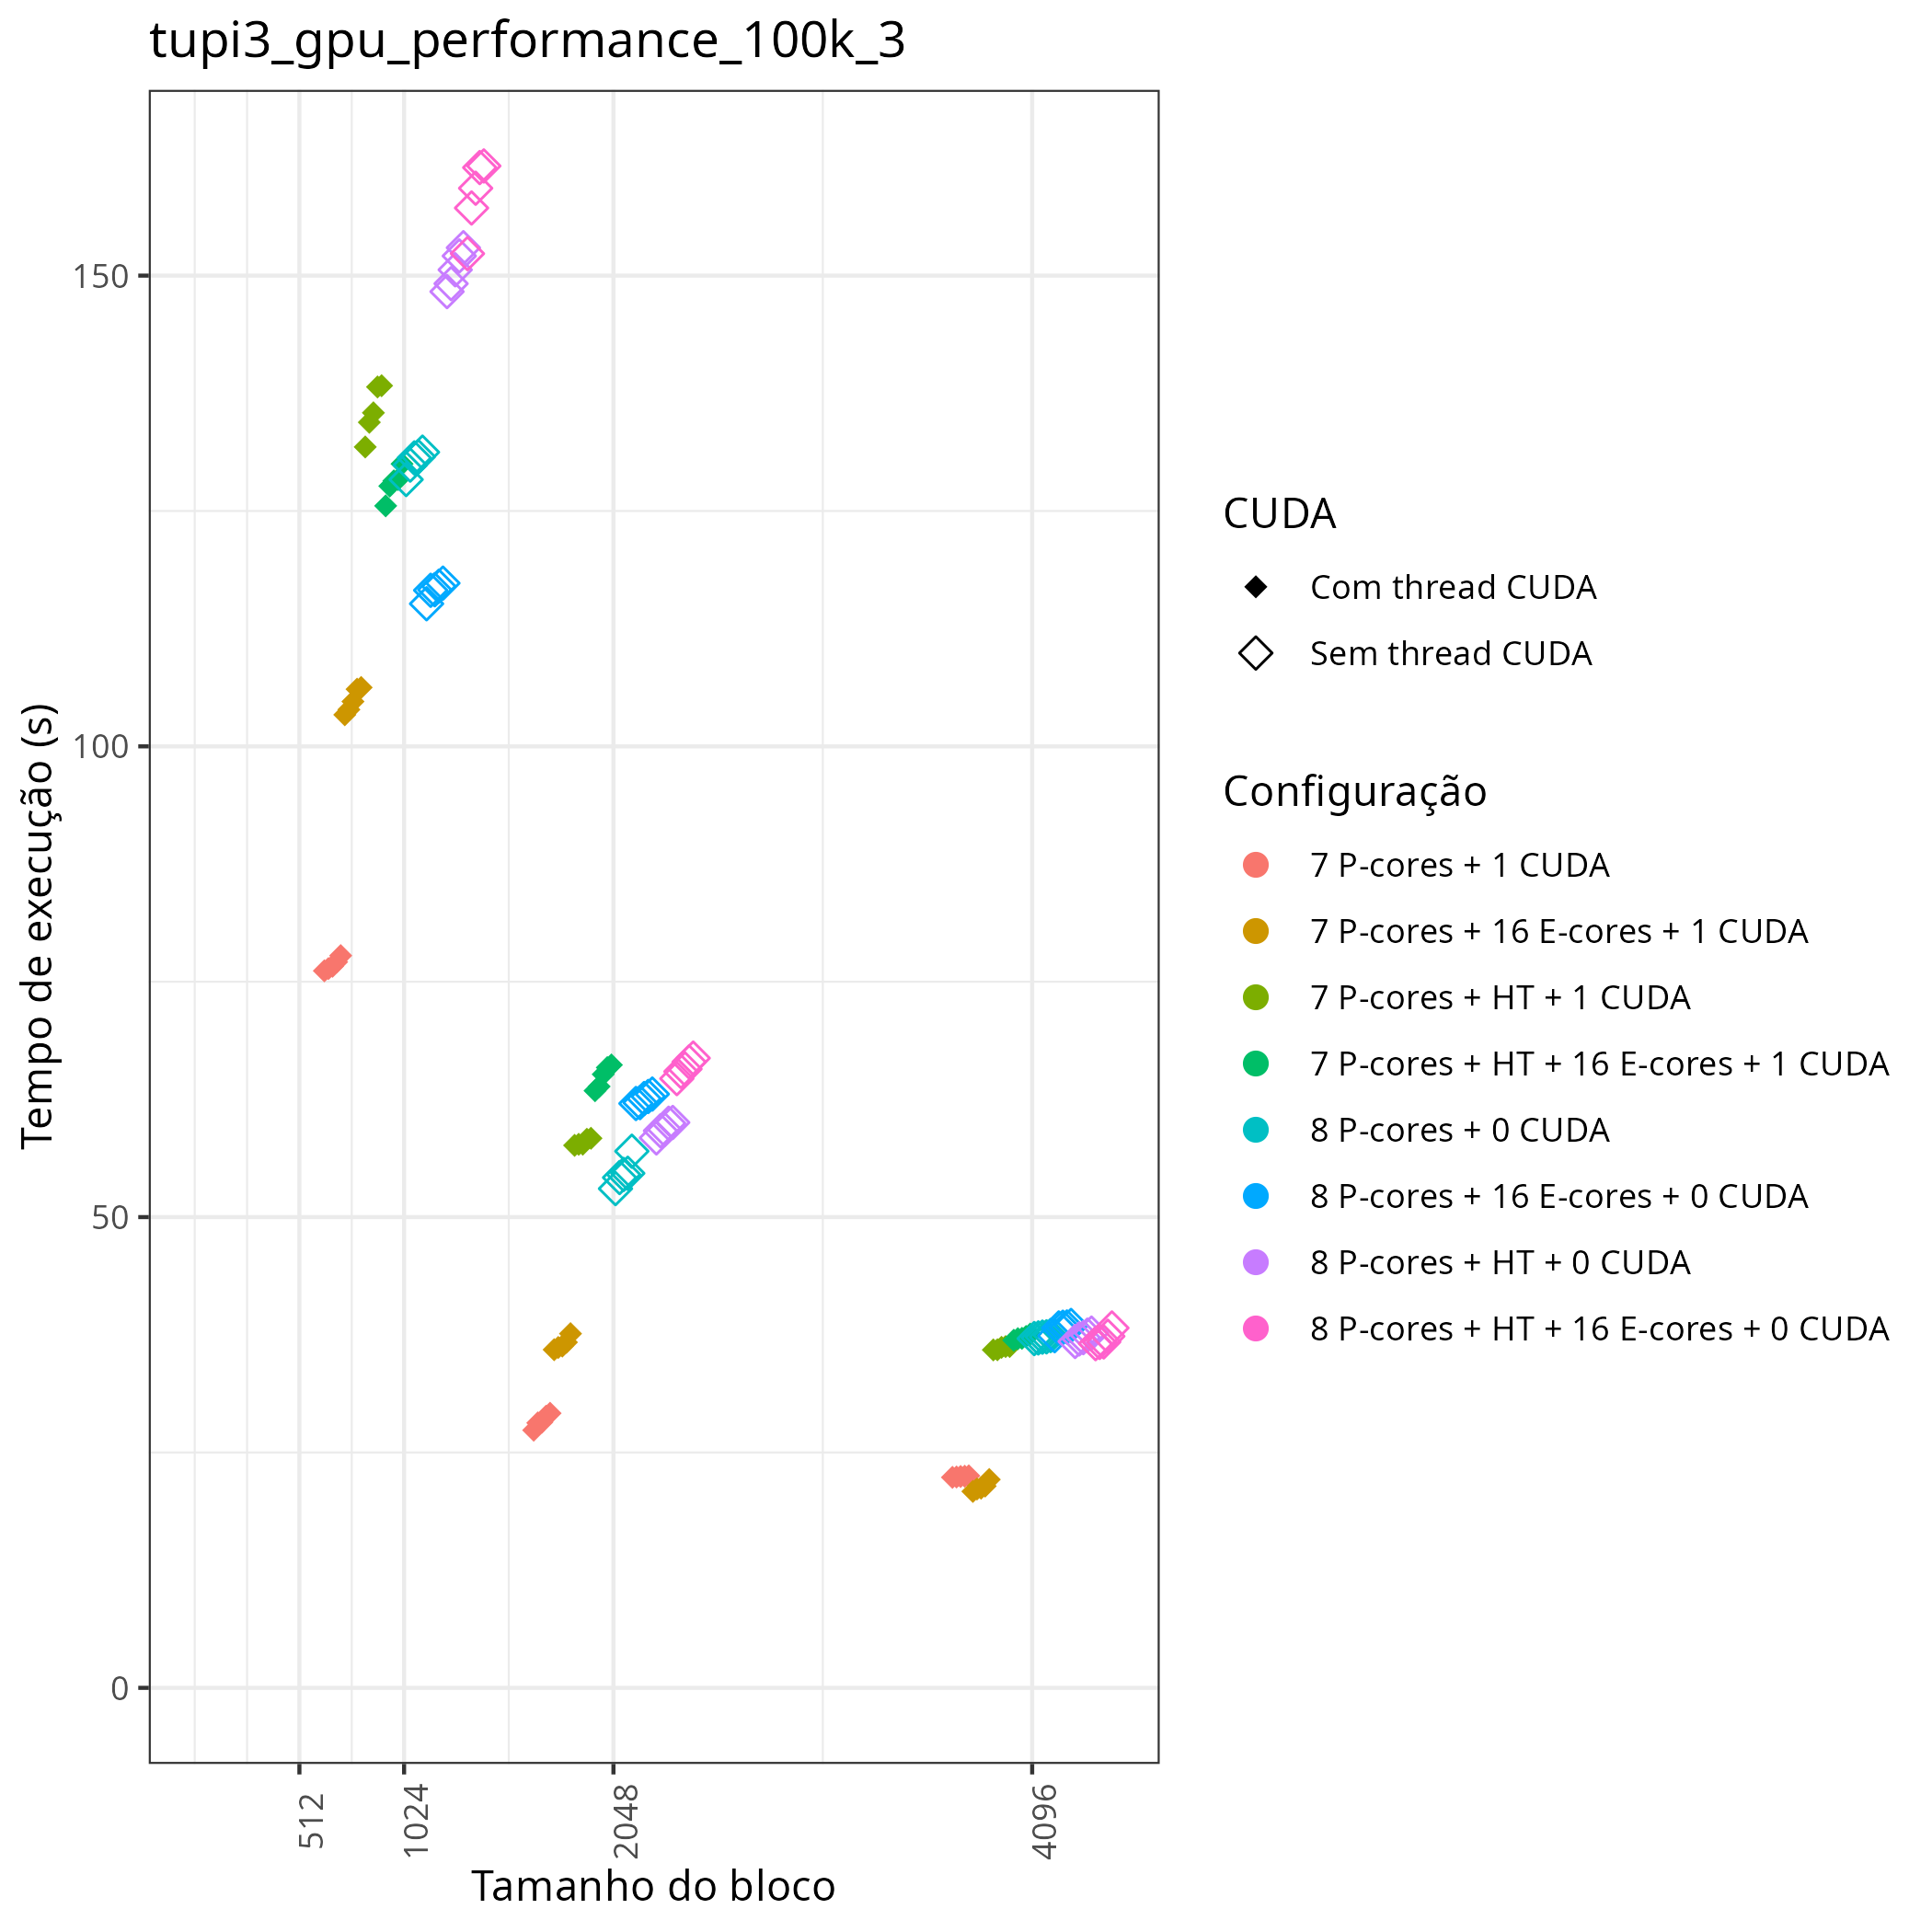 tupi3_gpu_performance_100k_3
Tempo de execução (s)
150
100
50
0
512
1024
2048
4096
Tamanho do bloco
CUDA
Com thread CUDA
Sem thread CUDA
Configuração
7 P-cores + 1 CUDA
7 P-cores + 16 E-cores + 1 CUDA
7 P-cores + HT + 1 CUDA
7 P-cores + HT + 16 E-cores + 1 CUDA
8 P-cores + 0 CUDA
8 P-cores + 16 E-cores + 0 CUDA
8 P-cores + HT + 0 CUDA
8 P-cores + HT + 16 E-cores + 0 CUDA